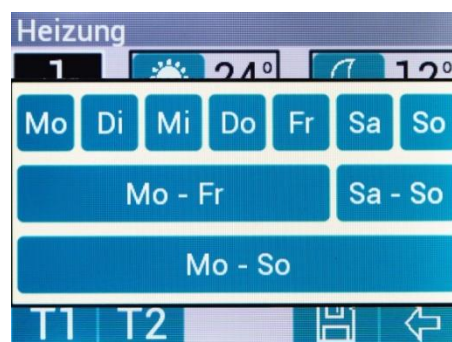 Heizung
1 24° 12°
Mo Di Mi Do Fr Sa So
Mo - Fr Sa - So
Mo - So
T1 T2